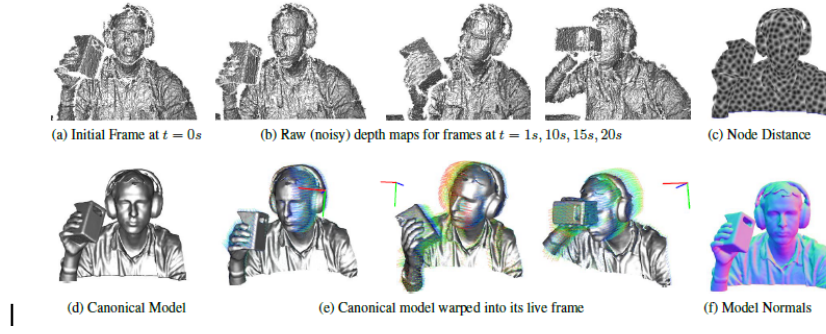 (a) Initial Frame at t = 0s
(b) Raw (noisy) depth maps for frames at t = 1s, 10s, 15s, 20s
(c) Node Distance
(d) Canonical Model
(e) Canonical model warped into its live frame
(f) Model Normals